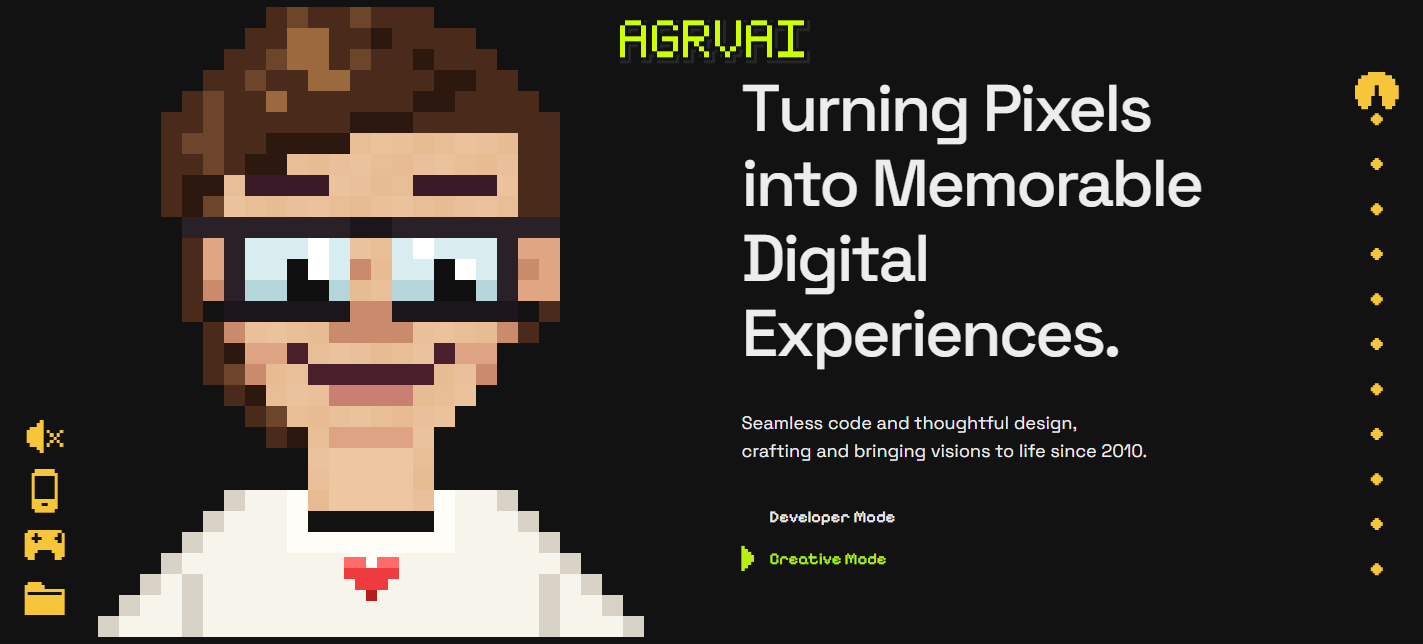 AGRVAI
Turning Pixels
into Memorable
Digital
Experiences.
Seamless code and thoughtful design,
crafting and bringing visions to life since 2010.
Developer Mode
Creative Mode